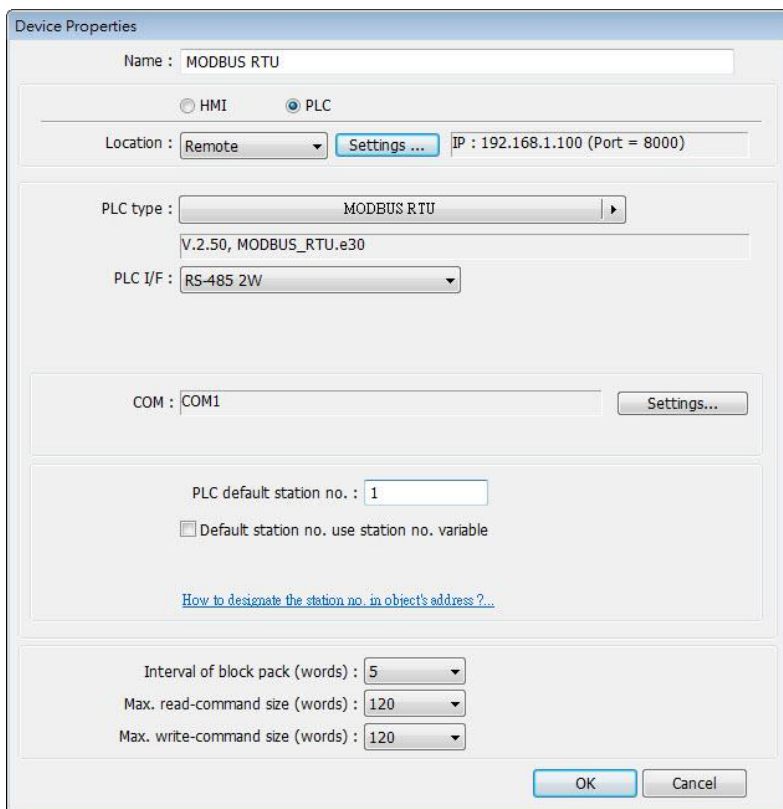 Device Properties
Name : MODBUS RTU
HMI PLC
Location : Remote Settings ... IP : 192.168.1.100 (Port = 8000)
PLC type : MODBUS RTU
V.2.50, MODBUS_RTU.e30
PLC I/F : RS-485 2W
COM : COM1 Settings...
PLC default station no. : 1
Default station no. use station no. variable
How to designate the station no. in object's address ?...
Interval of block pack (words) : 5
Max. read-command size (words) : 120
Max. write-command size (words) : 120
OK Cancel